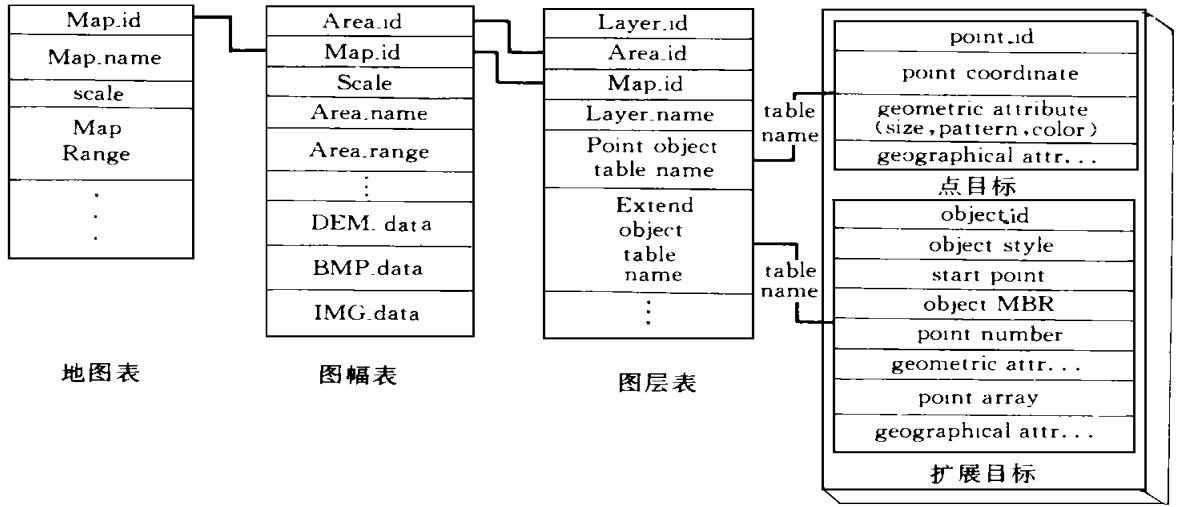 Map_id
Map_name
scale
Map
Range
地图表
Area_id
Map_id
Scale
Area_name
Area_range
DEM_data
BMP_data
IMG_data
图幅表
Layer_id
Area_id
Map_id
Layer_name
Point object
table name
Extend
object
table
name
图层表
table
name
table
name
point_id
point coordinate
geometric attribute
(size,pattern,color)
geographical attr...
点目标
object_id
object style
start point
object MBR
point number
geometric attr...
point array
geographical attr...
扩展目标